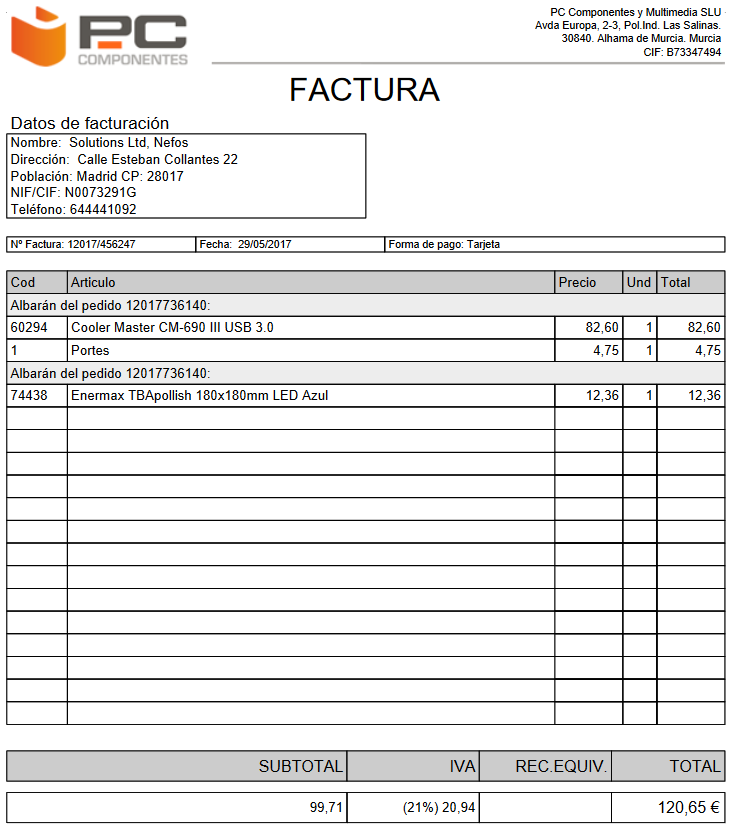 PC
COMPONENTES
PC Componentes y Multimedia SLU
Avda Europa, 2-3, Pol.Ind. Las Salinas.
30840. Alhama de Murcia. Murcia
CIF: B73347494
FACTURA
Datos de facturación
Nombre: Solutions Ltd, Nefos
Dirección: Calle Esteban Collantes 22
Población: Madrid CP: 28017
NIF/CIF: N0073291G
Teléfono: 644441092
Nº Factura: 12017/456247 Fecha: 29/05/2017 Forma de pago: Tarjeta
Cod Articulo Precio Und Total
Albarán del pedido 12017736140:
60294 Cooler Master CM-690 III USB 3.0 82,60 1 82,60
1 Portes 4,75 1 4,75
Albarán del pedido 12017736140:
74438 Enermax TBApollish 180x180mm LED Azul 12,36 1 12,36
SUBTOTAL IVA REC.EQUIV. TOTAL
99,71 (21%) 20,94 120,65 €